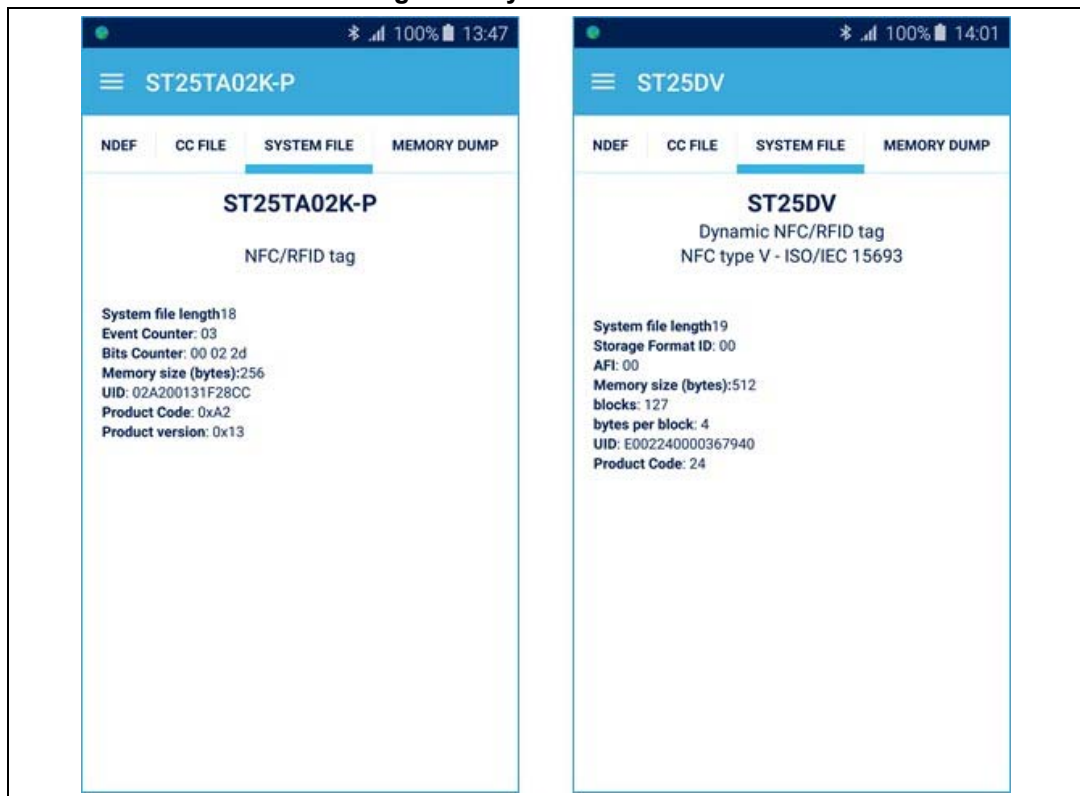 100% 13:47
ST25TA02K-P
NDEF CC FILE SYSTEM FILE MEMORY DUMP
ST25TA02K-P
NFC/RFID tag
System file length18
Event Counter: 03
Bits Counter: 00 02 2d
Memory size (bytes):256
UID: 02A200131F28CC
Product Code: 0xA2
Product version: 0x13
100% 14:01
ST25DV
NDEF CC FILE SYSTEM FILE MEMORY DUMP
ST25DV
Dynamic NFC/RFID tag
NFC type V - ISO/IEC 15693
System file length19
Storage Format ID: 00
AFI: 00
Memory size (bytes):512
blocks: 127
bytes per block: 4
UID: E002240000367940
Product Code: 24